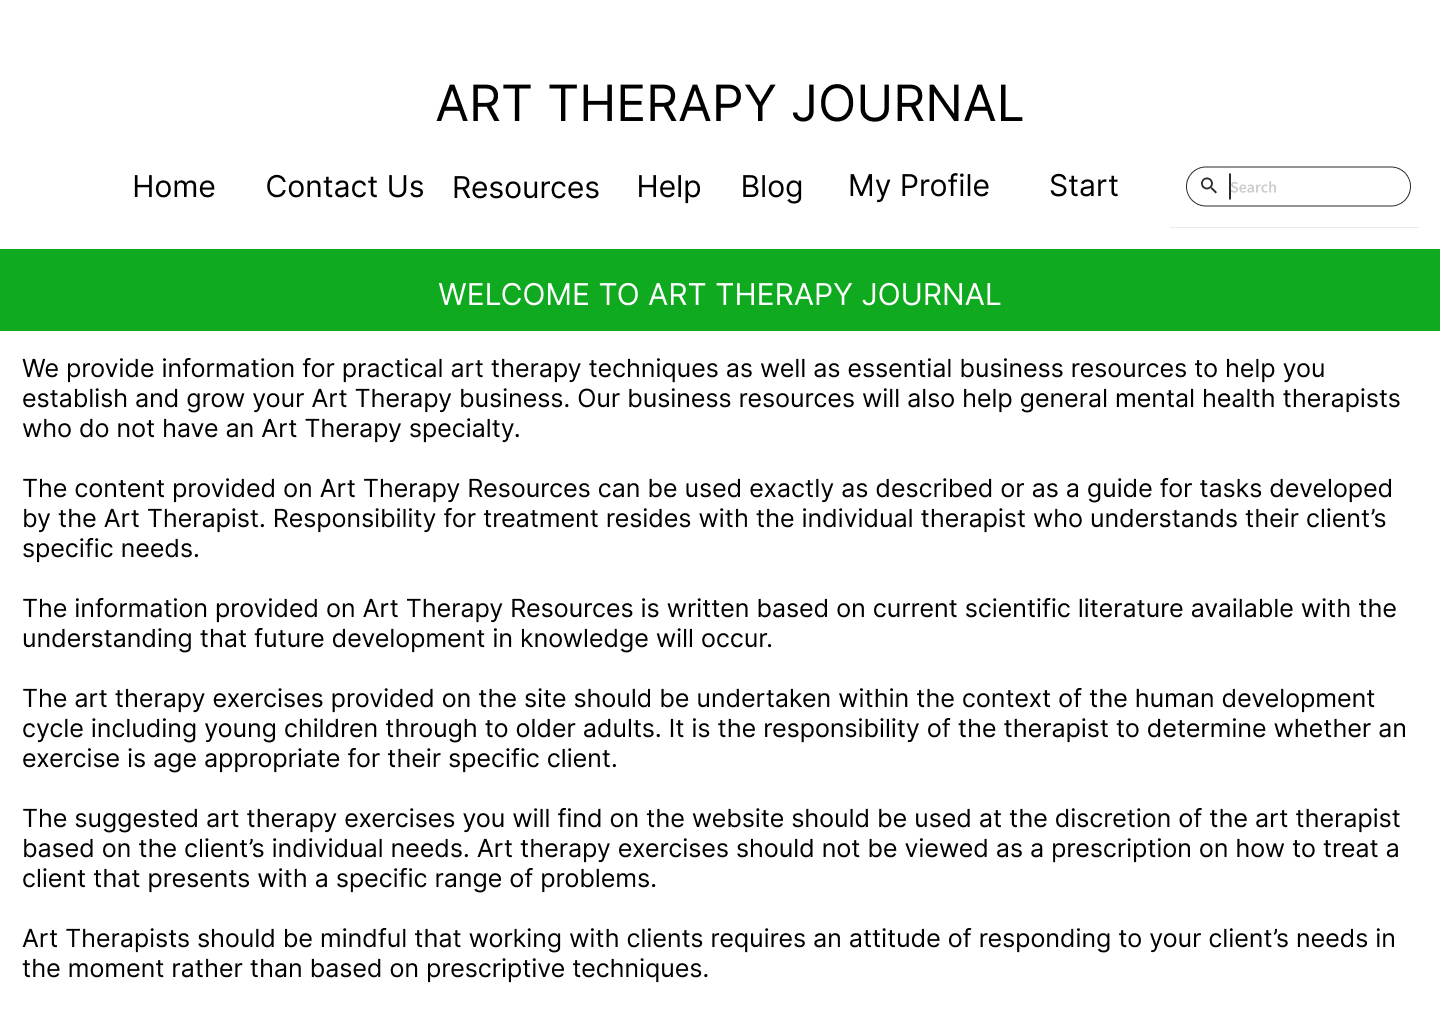 ART THERAPY JOURNAL
Home Contact Us Resources Help Blog My Profile Start Search
WELCOME TO ART THERAPY JOURNAL
We provide information for practical art therapy techniques as well as essential business resources to help you
establish and grow your Art Therapy business. Our business resources will also help general mental health therapists
who do not have an Art Therapy specialty.
The content provided on Art Therapy Resources can be used exactly as described or as a guide for tasks developed
by the Art Therapist. Responsibility for treatment resides with the individual therapist who understands their client’s
specific needs.
The information provided on Art Therapy Resources is written based on current scientific literature available with the
understanding that future development in knowledge will occur.
The art therapy exercises provided on the site should be undertaken within the context of the human development
cycle including young children through to older adults. It is the responsibility of the therapist to determine whether an
exercise is age appropriate for their specific client.
The suggested art therapy exercises you will find on the website should be used at the discretion of the art therapist
based on the client’s individual needs. Art therapy exercises should not be viewed as a prescription on how to treat a
client that presents with a specific range of problems.
Art Therapists should be mindful that working with clients requires an attitude of responding to your client’s needs in
the moment rather than based on prescriptive techniques.